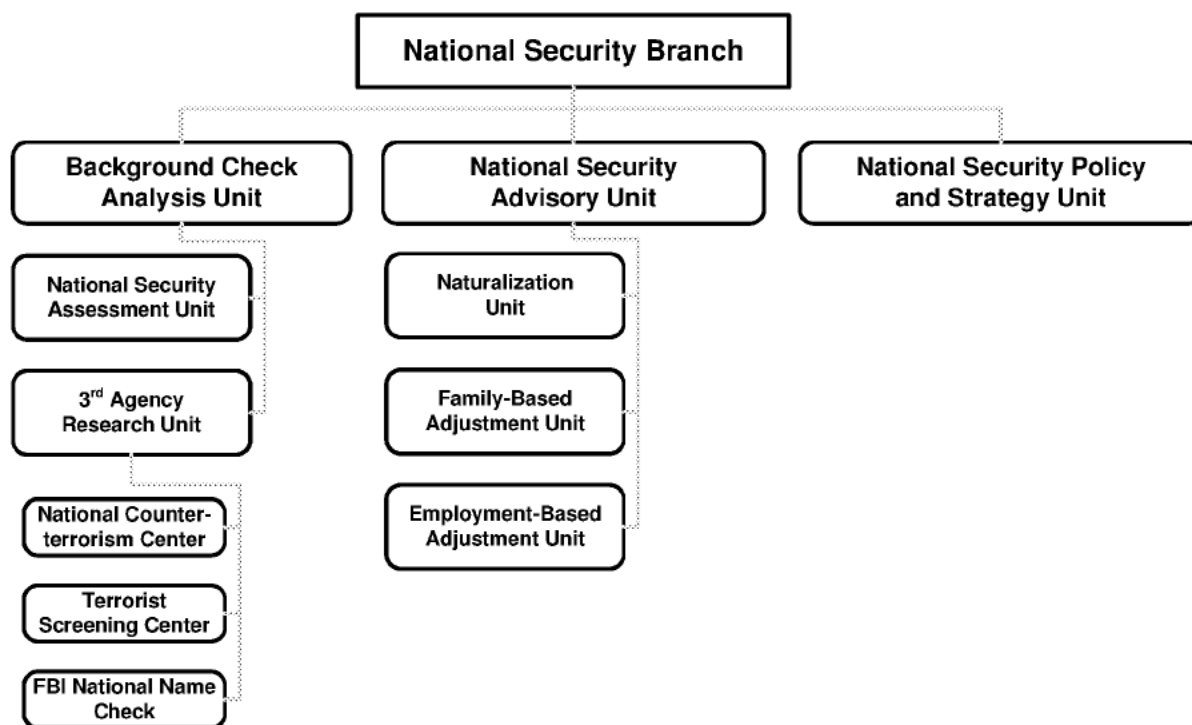 National Security Branch
Background Check
Analysis Unit
National Security
Advisory Unit
National Security Policy
and Strategy Unit
National Security
Assessment Unit
3rd Agency
Research Unit
National Counter-
terrorism Center
Terrorist
Screening Center
FBI National Name
Check
Naturalization
Unit
Family-Based
Adjustment Unit
Employment-Based
Adjustment Unit